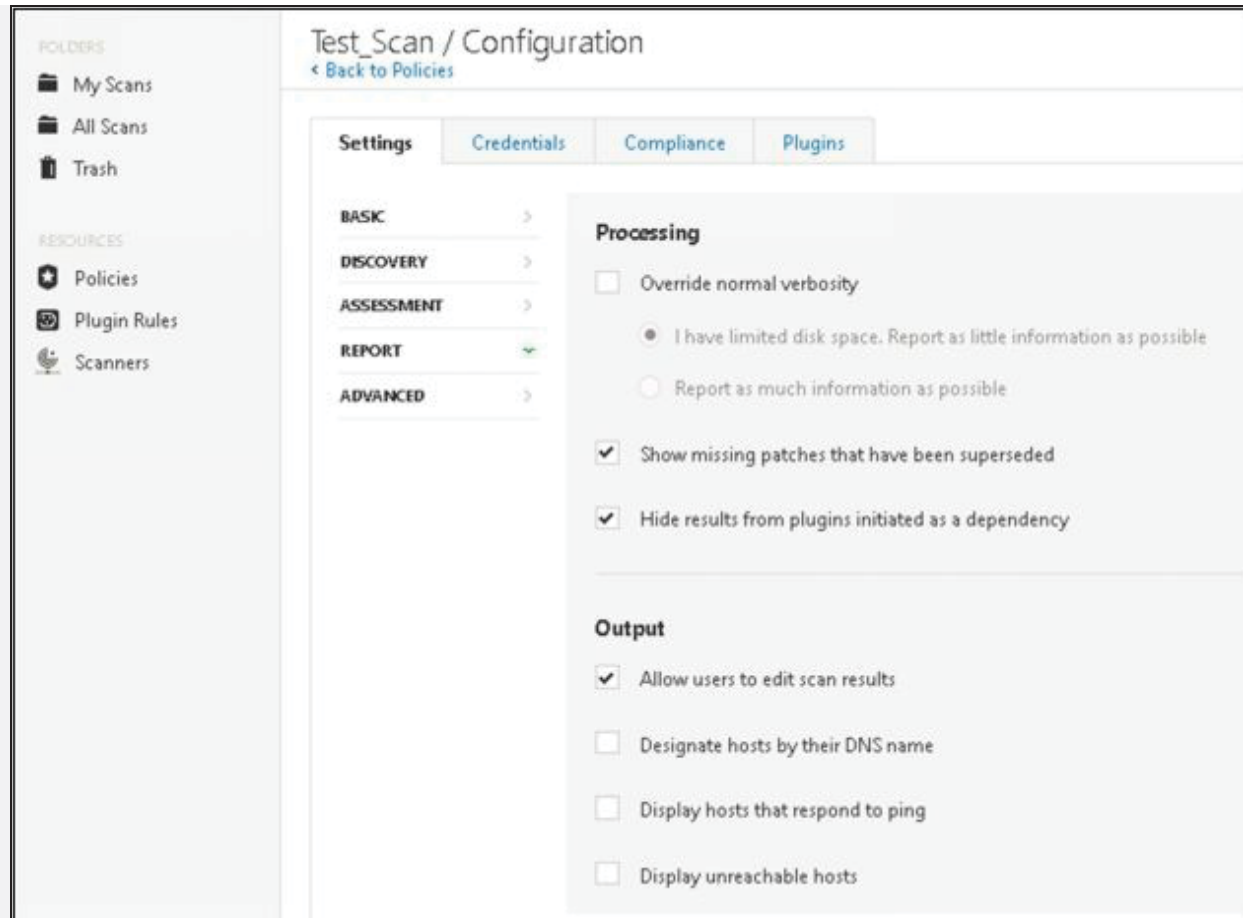 FOLDERS
My Scans
All Scans
Trash
RESOURCES
Policies
Plugin Rules
Scanners
Test_Scan / Configuration
< Back to Policies
Settings Credentials Compliance Plugins
BASIC
DISCOVERY
ASSESSMENT
REPORT
ADVANCED
Processing
Override normal verbosity
I have limited disk space. Report as little information as possible
Report as much information as possible
Show missing patches that have been superseded
Hide results from plugins initiated as a dependency
Output
Allow users to edit scan results
Designate hosts by their DNS name
Display hosts that respond to ping
Display unreachable hosts